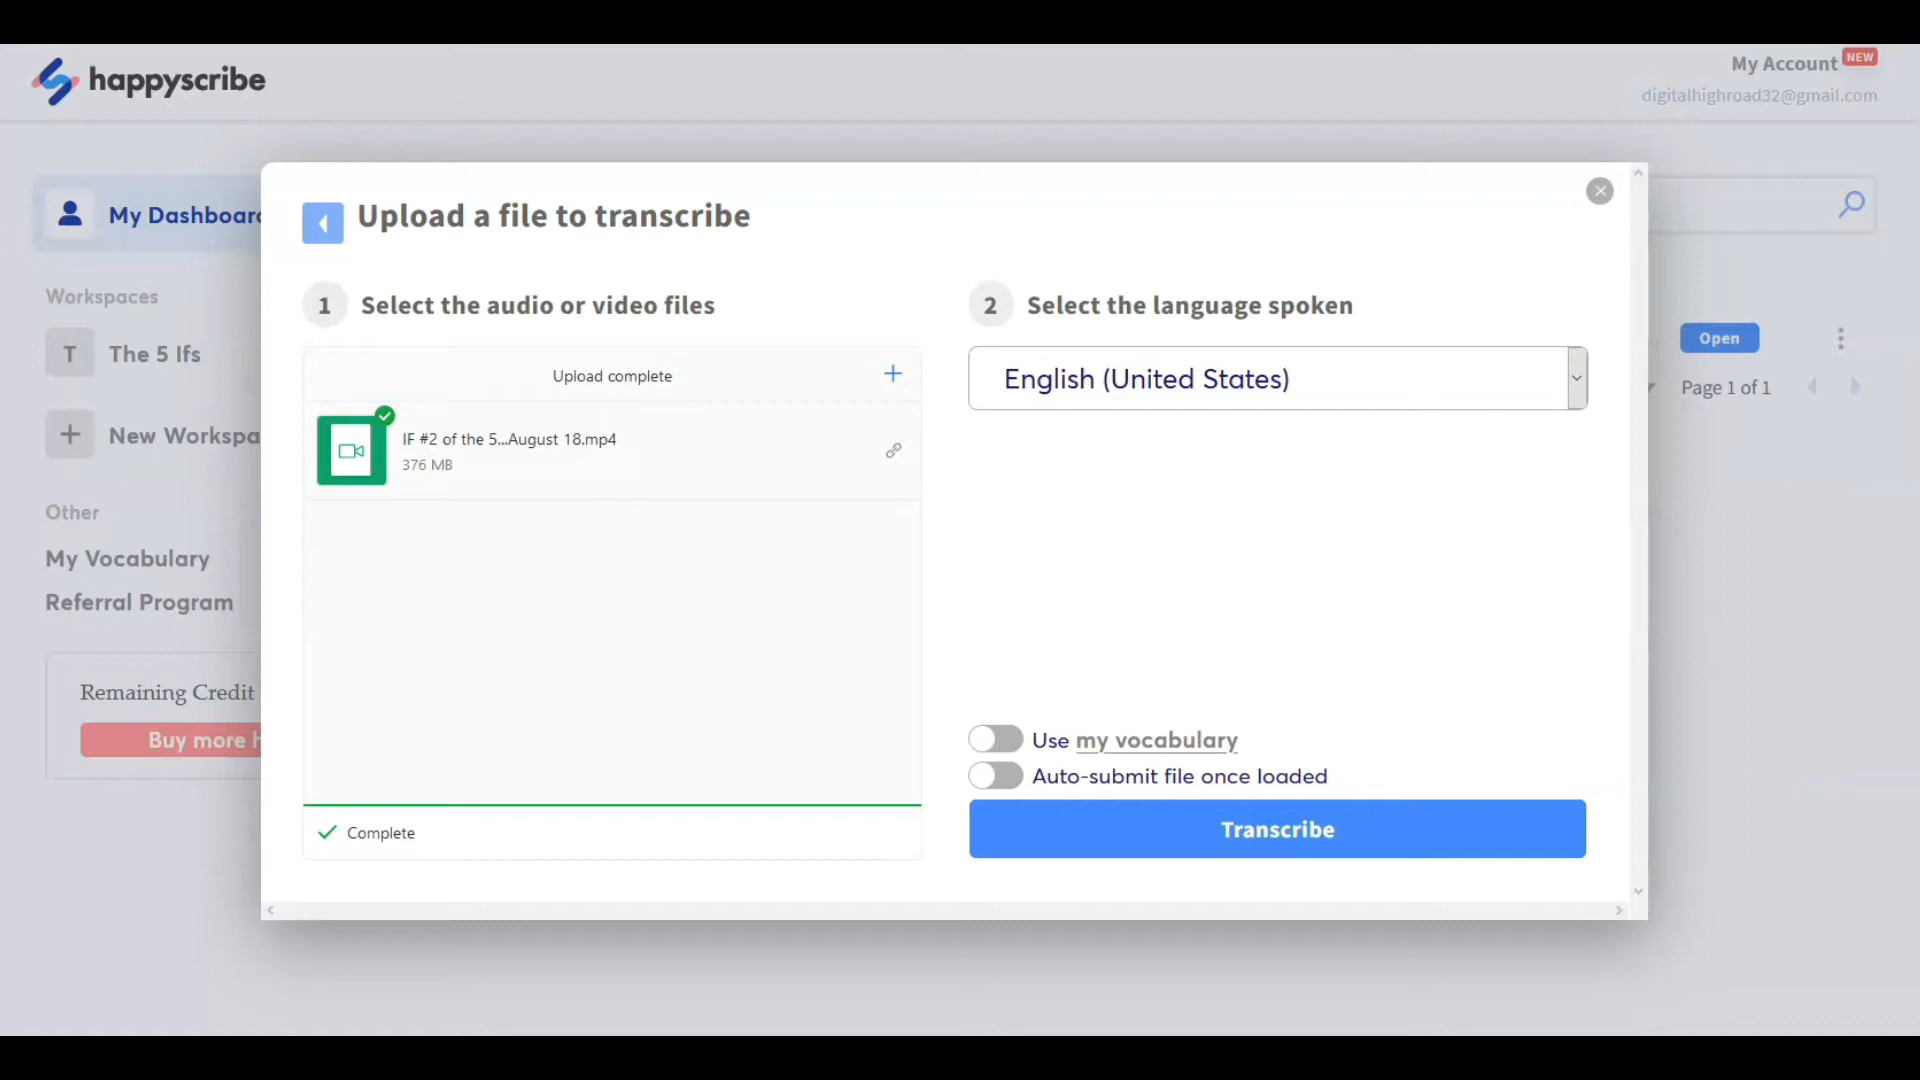 happyscribe
My Account NEW
digitalhighroad32@gmail.com
My Dashboard
Workspaces
T The 5 Ifs
+ New Workspa
Other
My Vocabulary
Referral Program
Remaining Credit
Buy more h
Upload a file to transcribe
1 Select the audio or video files
Upload complete
IF #2 of the 5...August 18.mp4
376 MB
Complete
2 Select the language spoken
English (United States)
Use my vocabulary
Auto-submit file once loaded
Transcribe
Open
Page 1 of 1